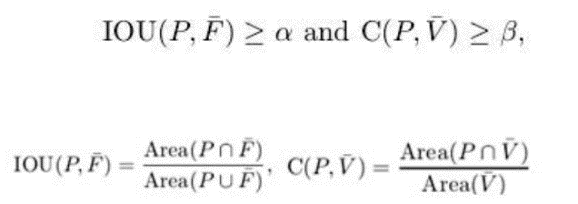 IOU(P, F̄) ≥ α and C(P, V̄) ≥ β,
IOU(P, F̄) = Area(P ∩ F̄) / Area(P ∪ F̄), C(P, V̄) = Area(P ∩ V̄) / Area(V̄)